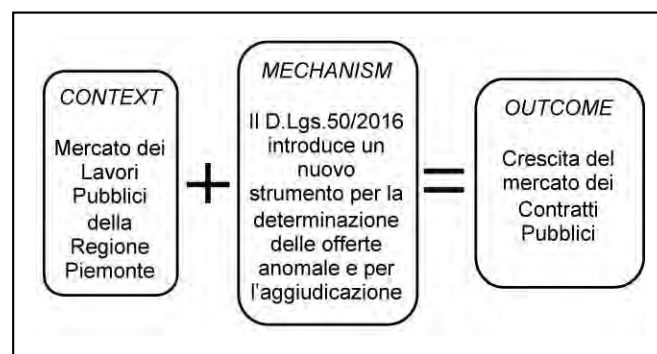 CONTEXT
Mercato dei
Lavori
Pubblici
della
Regione
Piemonte
+
MECHANISM
Il D.Lgs.50/2016
introduce un
nuovo
strumento per la
determinazione
delle offerte
anomale e per
l'aggiudicazione
=
OUTCOME
Crescita del
mercato dei
Contratti
Pubblici